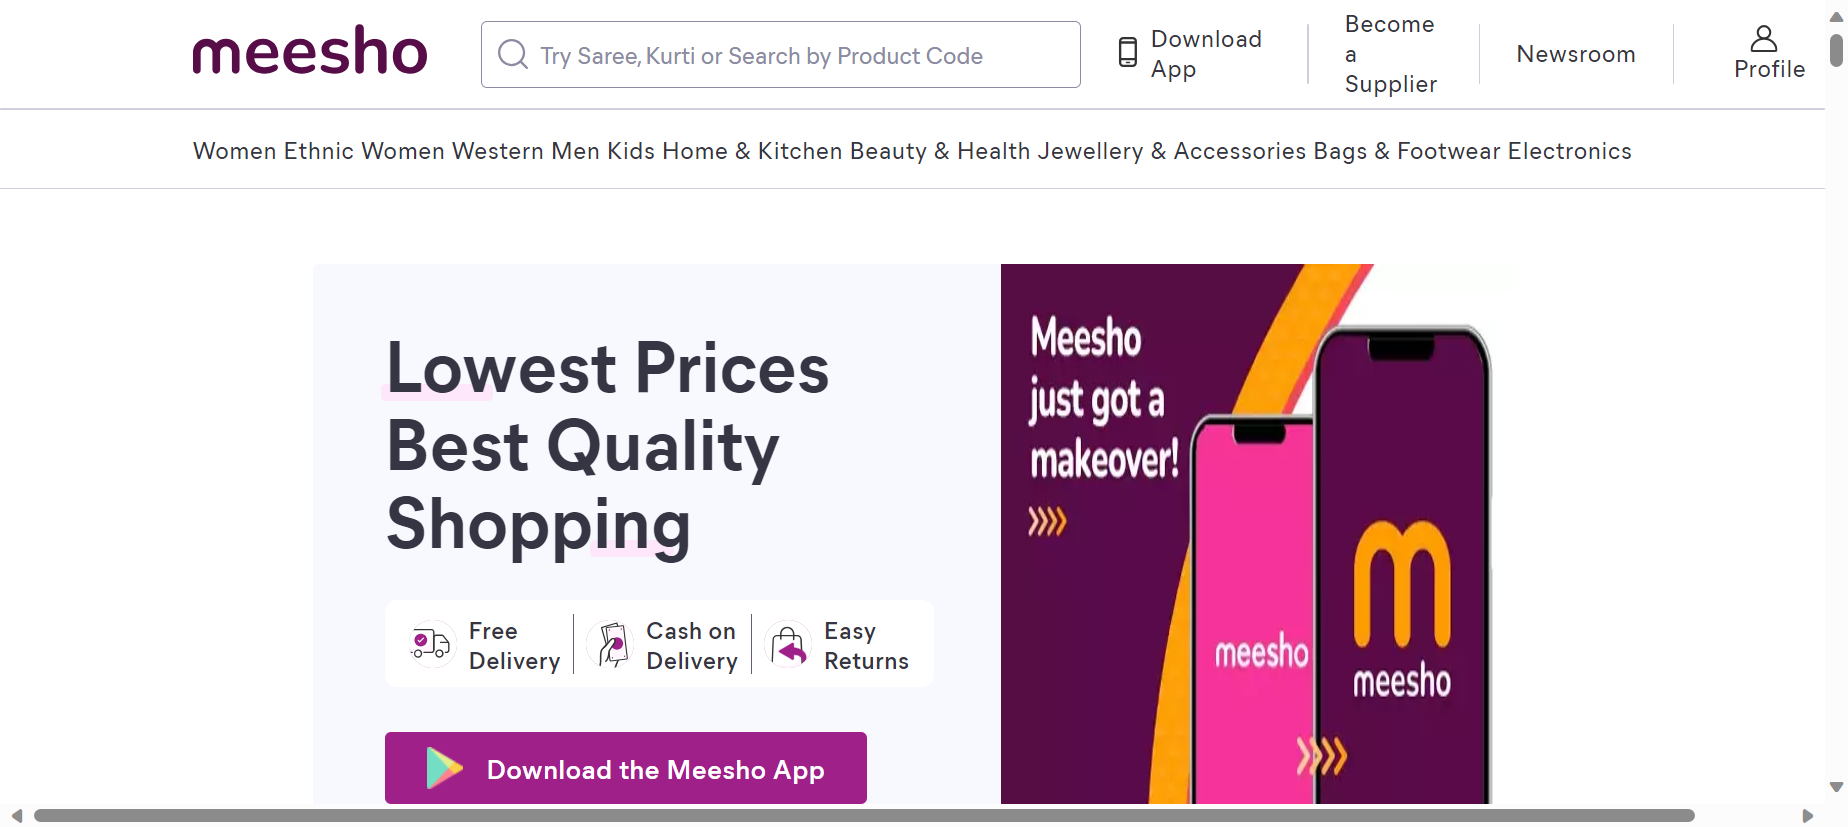 meesho
Try Saree, Kurti or Search by Product Code
Download
App
Become
a
Supplier
Newsroom
Profile
Women Ethnic Women Western Men Kids Home & Kitchen Beauty & Health Jewellery & Accessories Bags & Footwear Electronics
Lowest Prices
Best Quality
Shopping
Free
Delivery
Cash on
Delivery
Easy
Returns
Download the Meesho App
Meesho
just got a
makeover!
meesho
meesho